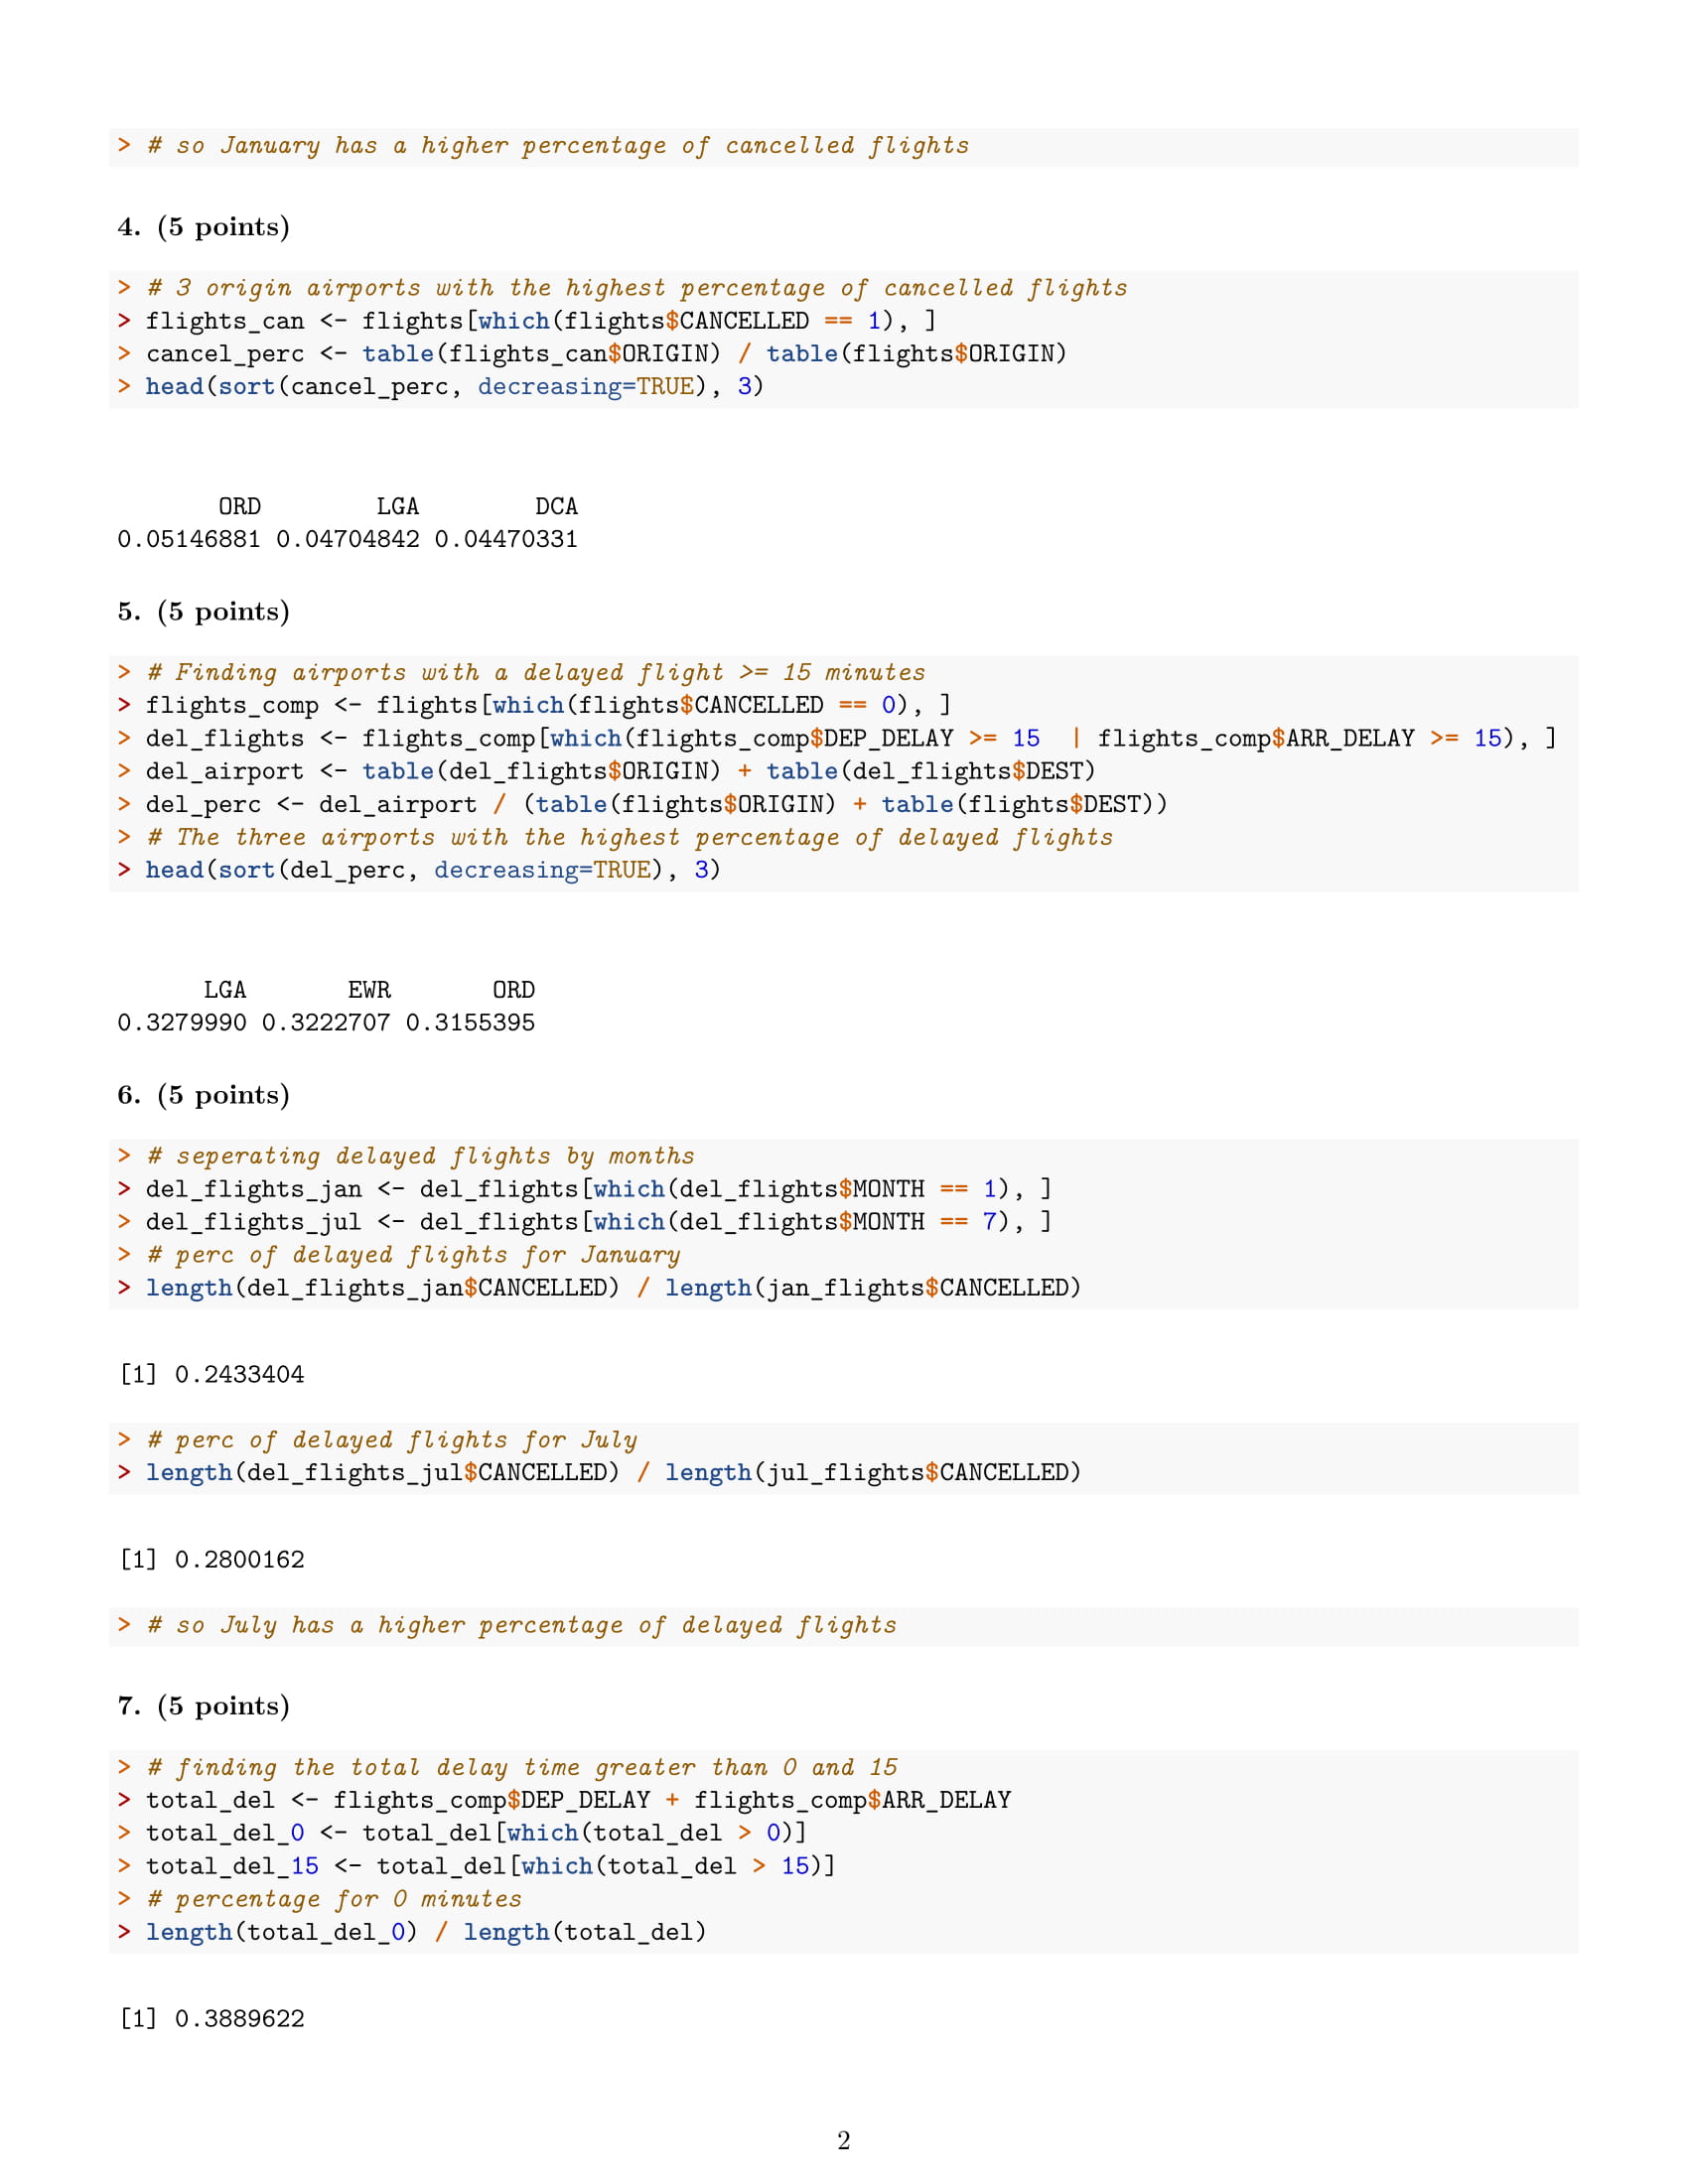 > # so January has a higher percentage of cancelled flights
4. (5 points)
> # 3 origin airports with the highest percentage of cancelled flights
> flights_can <- flights[which(flights$CANCELLED == 1), ]
> cancel_perc <- table(flights_can$ORIGIN) / table(flights$ORIGIN)
> head(sort(cancel_perc, decreasing=TRUE), 3)
ORD LGA DCA
0.05146881 0.04704842 0.04470331
5. (5 points)
> # Finding airports with a delayed flight >= 15 minutes
> flights_comp <- flights[which(flights$CANCELLED == 0), ]
> del_flights <- flights_comp[which(flights_comp$DEP_DELAY >= 15  | flights_comp$ARR_DELAY >= 15), ]
> del_airport <- table(del_flights$ORIGIN) + table(del_flights$DEST)
> del_perc <- del_airport / (table(flights$ORIGIN) + table(flights$DEST))
> # The three airports with the highest percentage of delayed flights
> head(sort(del_perc, decreasing=TRUE), 3)
LGA EWR ORD
0.3279990 0.3222707 0.3155395
6. (5 points)
> # seperating delayed flights by months
> del_flights_jan <- del_flights[which(del_flights$MONTH == 1), ]
> del_flights_jul <- del_flights[which(del_flights$MONTH == 7), ]
> # perc of delayed flights for January
> length(del_flights_jan$CANCELLED) / length(jan_flights$CANCELLED)
[1] 0.2433404
> # perc of delayed flights for July
> length(del_flights_jul$CANCELLED) / length(jul_flights$CANCELLED)
[1] 0.2800162
> # so July has a higher percentage of delayed flights
7. (5 points)
> # finding the total delay time greater than 0 and 15
> total_del <- flights_comp$DEP_DELAY + flights_comp$ARR_DELAY
> total_del_0 <- total_del[which(total_del > 0)]
> total_del_15 <- total_del[which(total_del > 15)]
> # percentage for 0 minutes
> length(total_del_0) / length(total_del)
[1] 0.3889622
2